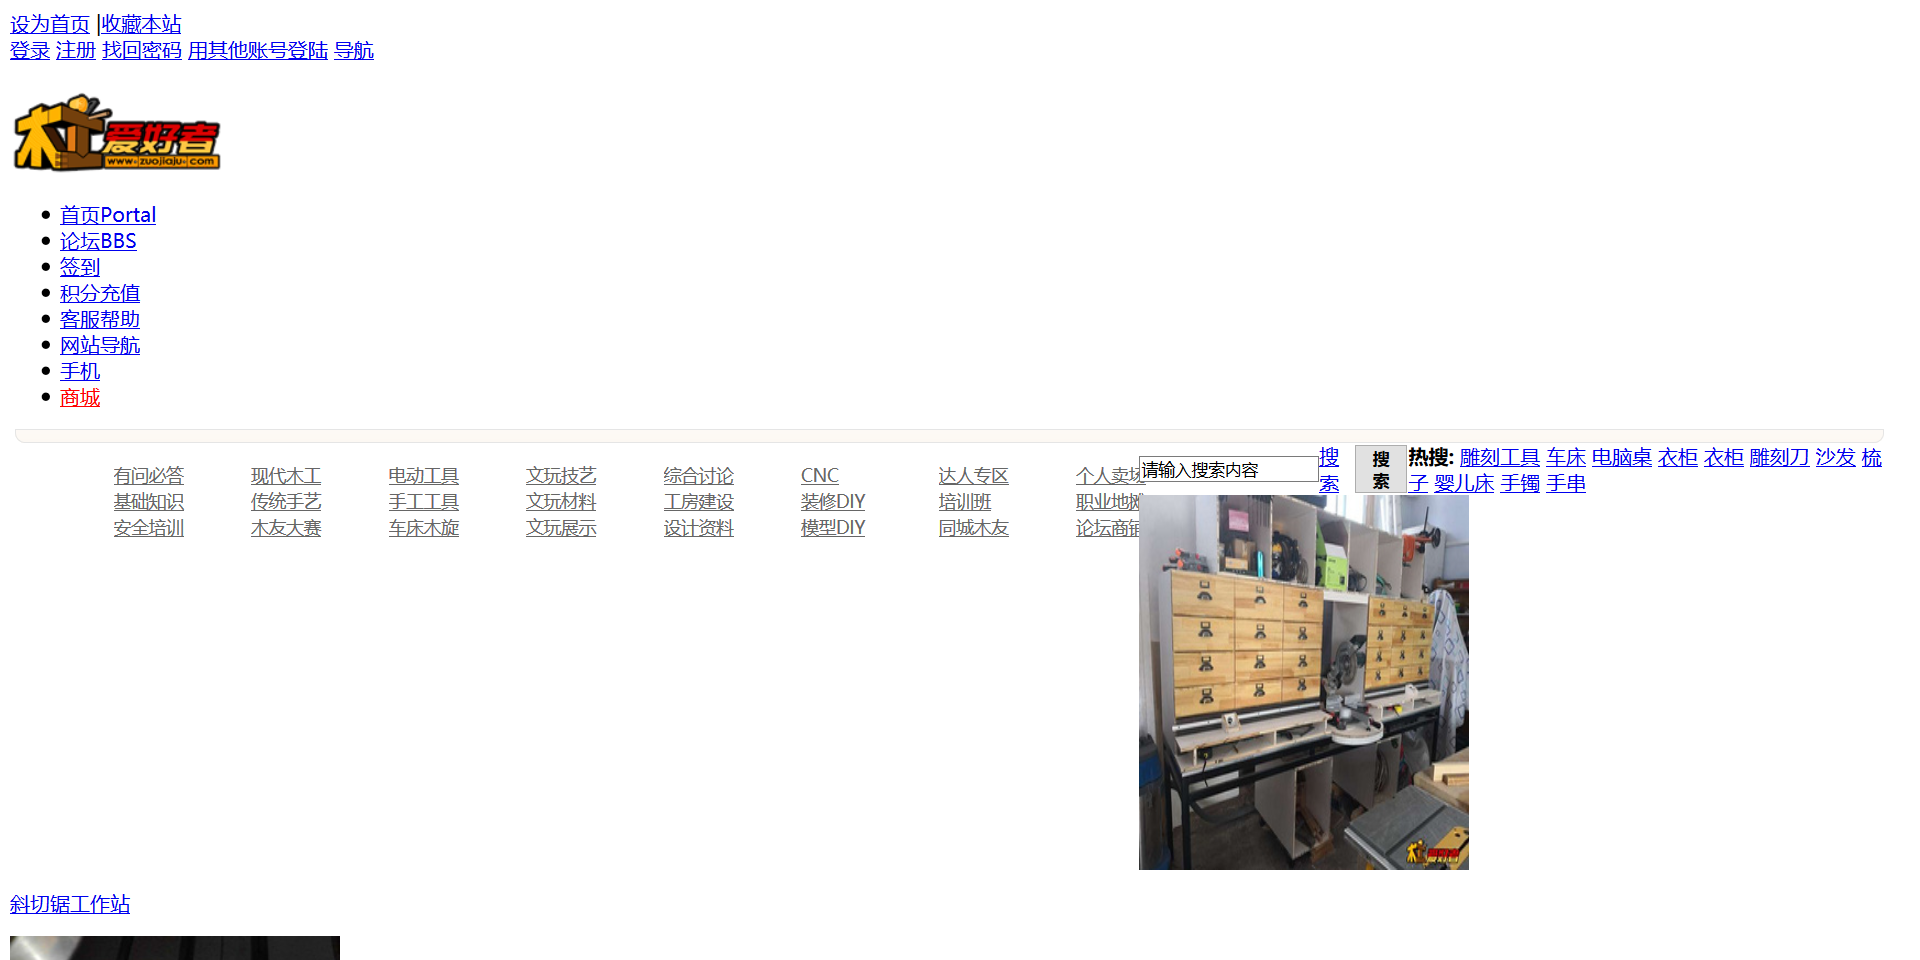 设为首页 |收藏本站
登录 注册 找回密码 用其他账号登陆 导航
木工爱好者
www.zuojiaju.com
首页Portal
论坛BBS
签到
积分充值
客服帮助
网站导航
手机
商城
有问必答 现代木工 电动工具 文玩技艺 综合讨论 CNC 达人专区 个人卖场
基础知识 传统手艺 手工工具 文玩材料 工房建设 装修DIY 培训班 职业地摊
安全培训 木友大赛 车床木旋 文玩展示 设计资料 模型DIY 同城木友 论坛商铺
请输入搜索内容 搜索 搜索 热搜: 雕刻工具 车床 电脑桌 衣柜 衣柜 雕刻刀 沙发 梳
子 婴儿床 手镯 手串
木工爱好者
斜切锯工作站